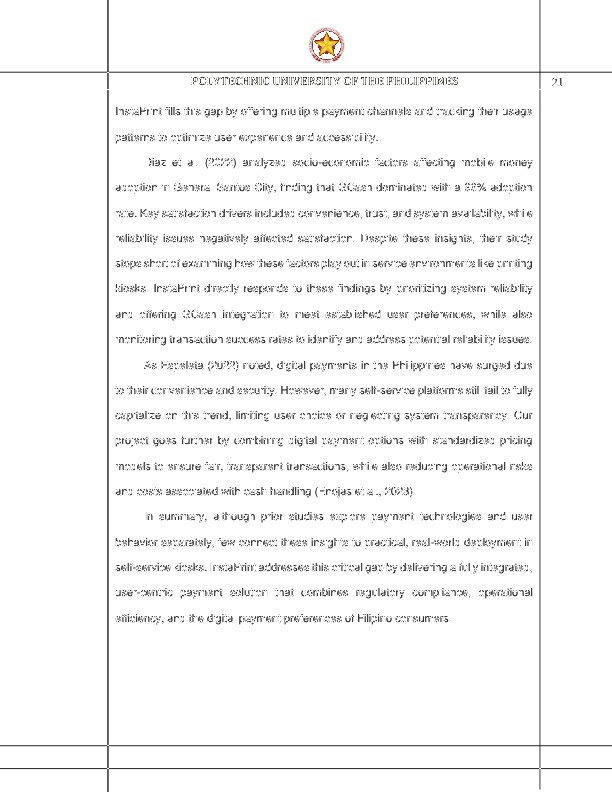 POLYTECHNIC UNIVERSITY OF THE PHILIPPINES
21
InstaPrint fills this gap by offering multiple payment channels and tracking their usage
patterns to optimize user experience and accessibility.
Diaz et al. (2022) analyzed socio-economic factors affecting mobile money
adoption in General Santos City, finding that GCash dominated with a adoption
rate. Key satisfaction drivers included convenience, trust, and system availability, while
reliability issues negatively affected satisfaction. Despite these insights, their study
stops short of examining how these factors play out in service environments like printing
kiosks. InstaPrint directly responds to these findings by prioritizing system reliability
and offering GCash integration to meet established user preferences, while also
monitoring transaction success rates to identify and address potential reliability issues.
As (2022) noted, digital payments in the Philippines have surged due
to their convenience and security. However, many self-service platforms still fail to fully
capitalize on this trend, limiting user choice or neglecting system transparency. Our
project goes further by combining digital payment options with standardized pricing
models to ensure fair, transparent transactions, while also reducing operational risks
and costs associated with cash handling (Enojas et al., 2023).
In summary, although prior studies explore payment technologies and user
behavior separately, few connect these insights to practical, real-world deployment in
self-service kiosks. InstaPrint addresses this critical gap by delivering a fully integrated,
user-centric payment solution that combines regulatory compliance, operational
efficiency, and the digital payment preferences of Filipino consumers.